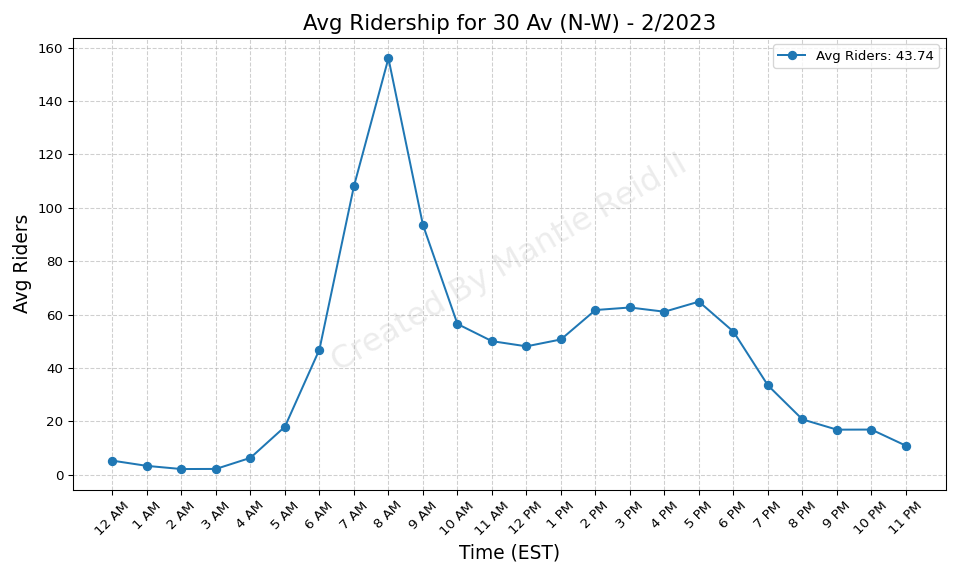 Avg Ridership for 30 Av (N-W) - 2/2023
Avg Riders: 43.74
Avg Riders
160
140
120
100
80
60
40
20
0
Created By Mantie Reid II
12 AM
1 AM
2 AM
3 AM
4 AM
5 AM
6 AM
7 AM
8 AM
9 AM
10 AM
11 AM
12 PM
1 PM
2 PM
3 PM
4 PM
5 PM
6 PM
7 PM
8 PM
9 PM
10 PM
11 PM
Time (EST)